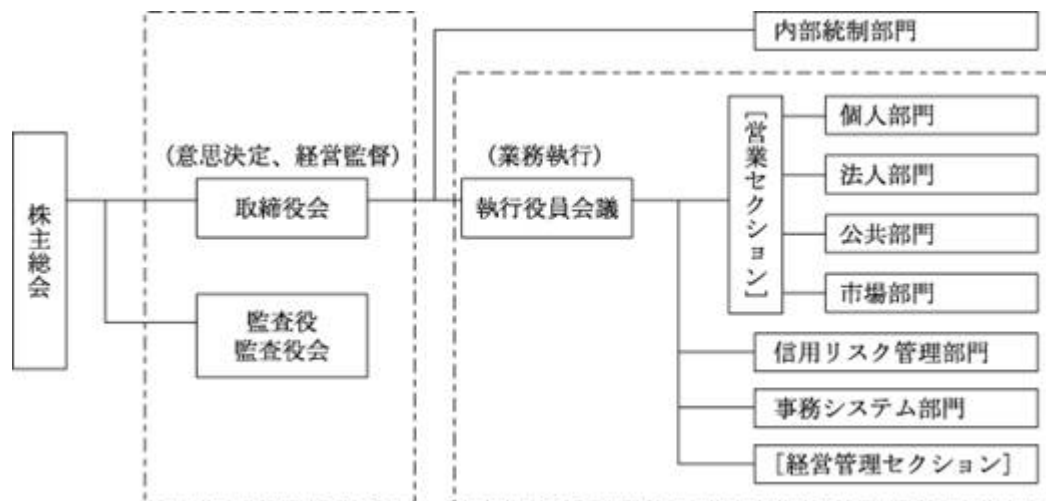 内部統制部門
(意思決定、経営監督)
(業務執行)
株主総会
取締役会
執行役員会議
監査役
監査役会
[営業セクション]
個人部門
法人部門
公共部門
市場部門
信用リスク管理部門
事務システム部門
[経営管理セクション]